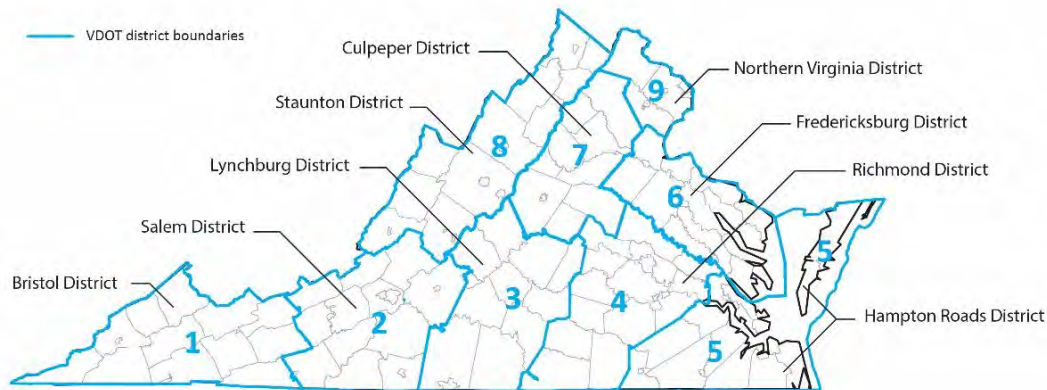 VDOT district boundaries
Culpeper District
Northern Virginia District
9
Staunton District
Fredericksburg District
8
7
Lynchburg District
Richmond District
6
Salem District
5
Bristol District
1
3
4
2
Hampton Roads District
1
5